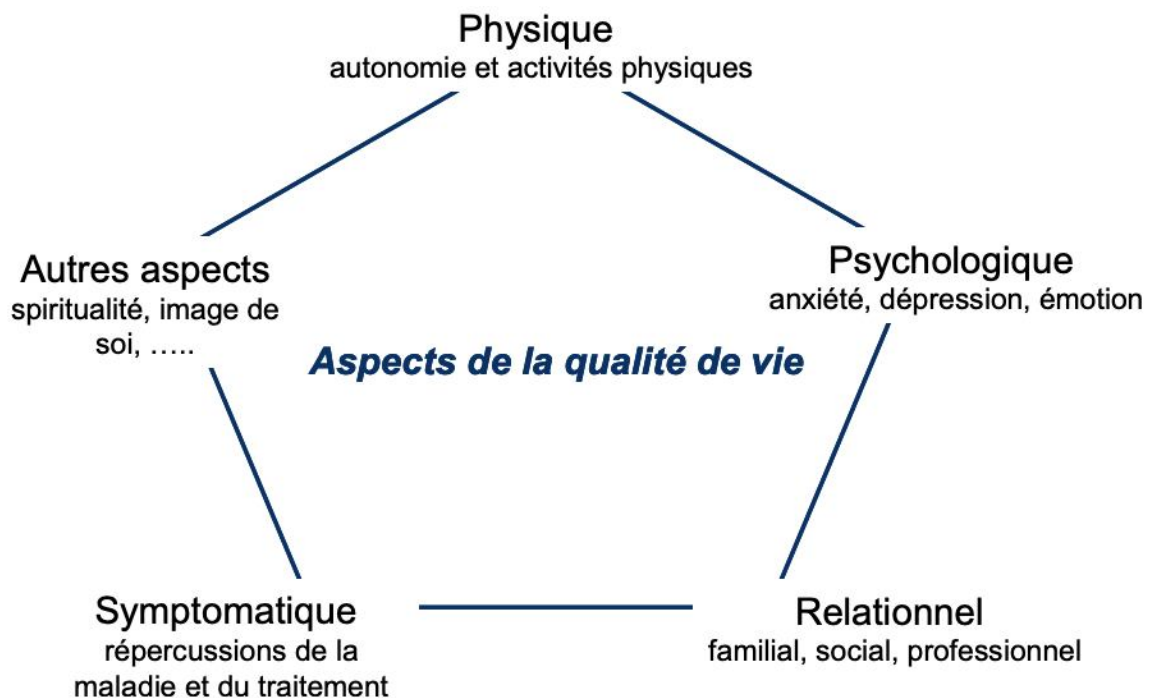 Physique
autonomie et activités physiques
Autres aspects
spiritualité, image de
soi, .....
Psychologique
anxiété, dépression, émotion
Aspects de la qualité de vie
Symptomatique
répercussions de la
maladie et du traitement
Relationnel
familial, social, professionnel